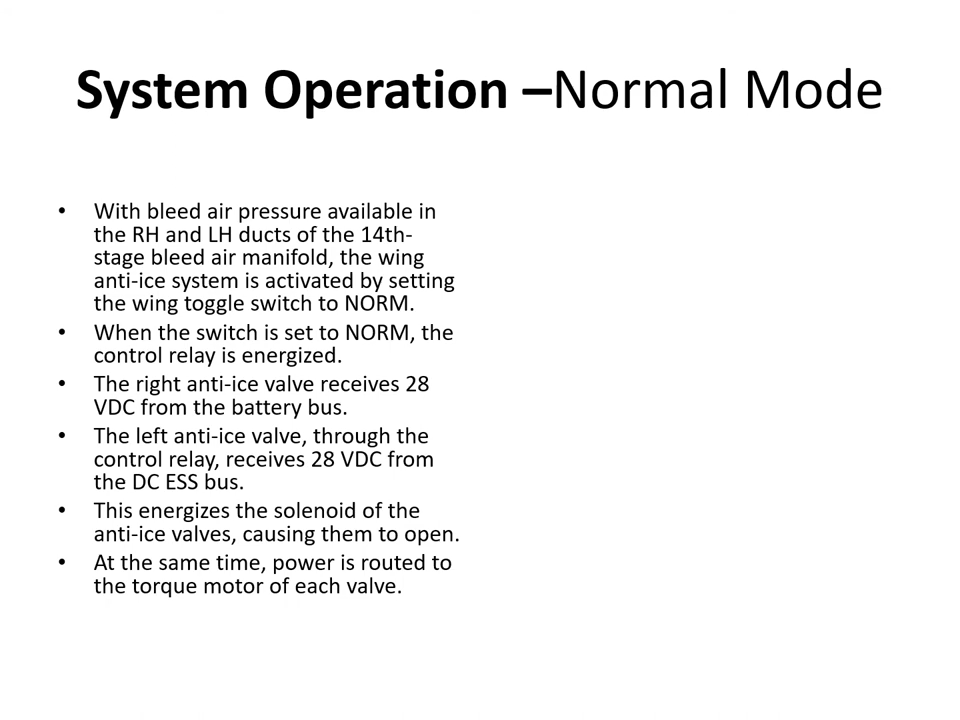 System Operation –Normal Mode
• With bleed air pressure available in
the RH and LH ducts of the 14th-
stage bleed air manifold, the wing
anti-ice system is activated by setting
the wing toggle switch to NORM.
• When the switch is set to NORM, the
control relay is energized.
• The right anti-ice valve receives 28
VDC from the battery bus.
• The left anti-ice valve, through the
control relay, receives 28 VDC from
the DC ESS bus.
• This energizes the solenoid of the
anti-ice valves, causing them to open.
• At the same time, power is routed to
the torque motor of each valve.